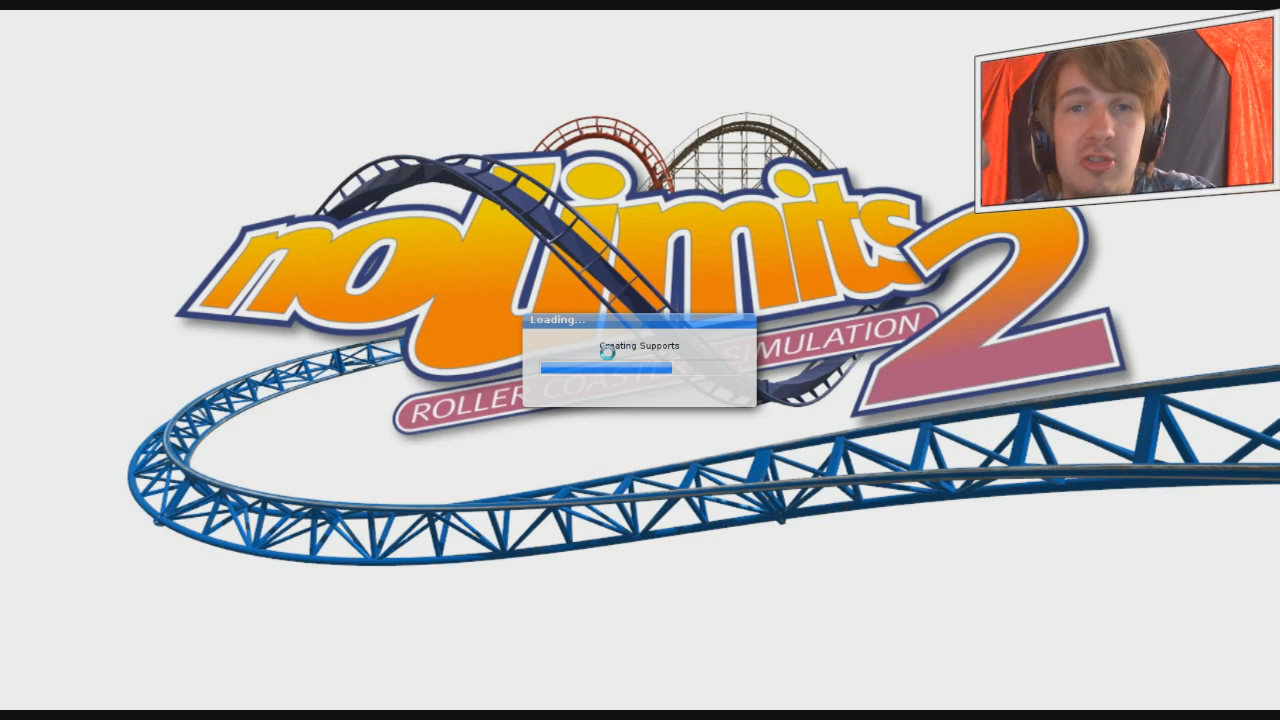 nolimits 2
ROLLER COASTER SIMULATION
Loading...
Creating Supports